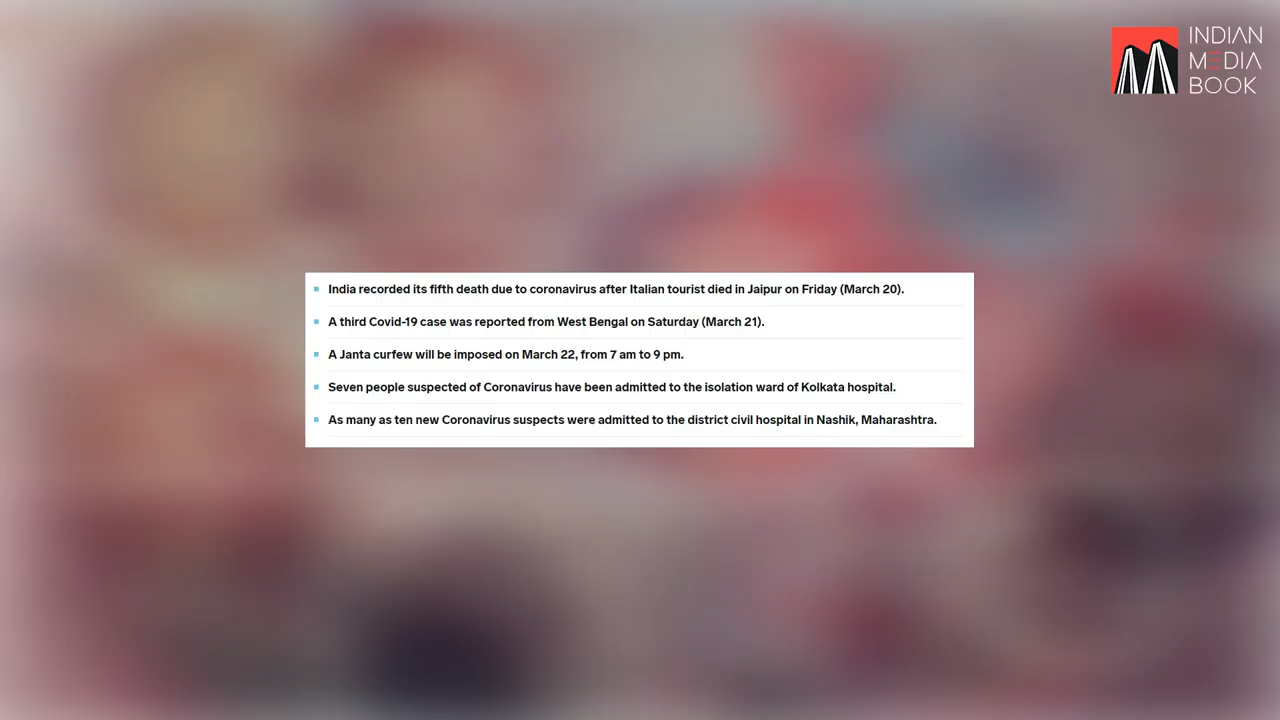 INDIAN
MEDIA
BOOK
India recorded its fifth death due to coronavirus after Italian tourist died in Jaipur on Friday (March 20).
A third Covid-19 case was reported from West Bengal on Saturday (March 21).
A Janta curfew will be imposed on March 22, from 7 am to 9 pm.
Seven people suspected of Coronavirus have been admitted to the isolation ward of Kolkata hospital.
As many as ten new Coronavirus suspects were admitted to the district civil hospital in Nashik, Maharashtra.